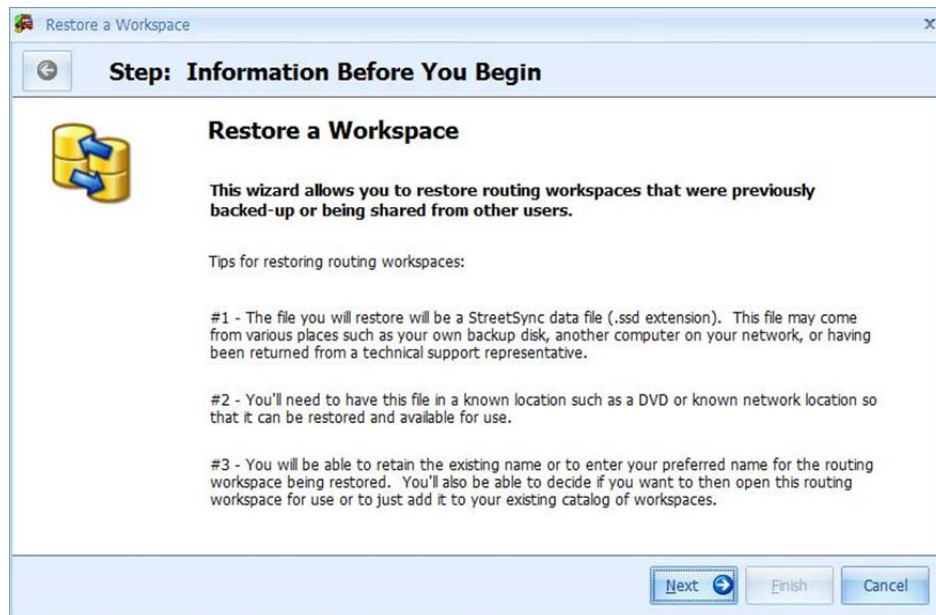 Restore a Workspace
x
Step: Information Before You Begin
Restore a Workspace
This wizard allows you to restore routing workspaces that were previously
backed-up or being shared from other users.
Tips for restoring routing workspaces:
#1 - The file you will restore will be a StreetSync data file (.ssd extension). This file may come
from various places such as your own backup disk, another computer on your network, or having
been returned from a technical support representative.
#2 - You'll need to have this file in a known location such as a DVD or known network location so
that it can be restored and available for use.
#3 - You will be able to retain the existing name or to enter your preferred name for the routing
workspace being restored. You'll also be able to decide if you want to then open this routing
workspace for use or to just add it to your existing catalog of workspaces.
Next
Finish
Cancel